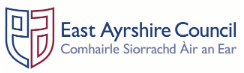 East Ayrshire Council
Comhairle Siorrachd Àir an Ear